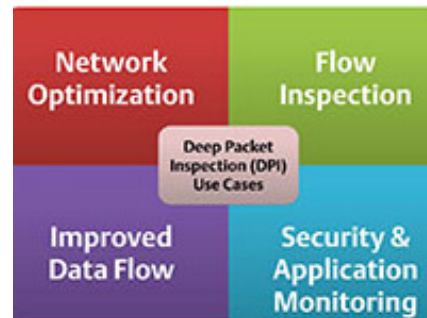 Network
Optimization
Flow
Inspection
Deep Packet
Inspection (DPI)
Use Cases
Improved
Data Flow
Security &
Application
Monitoring